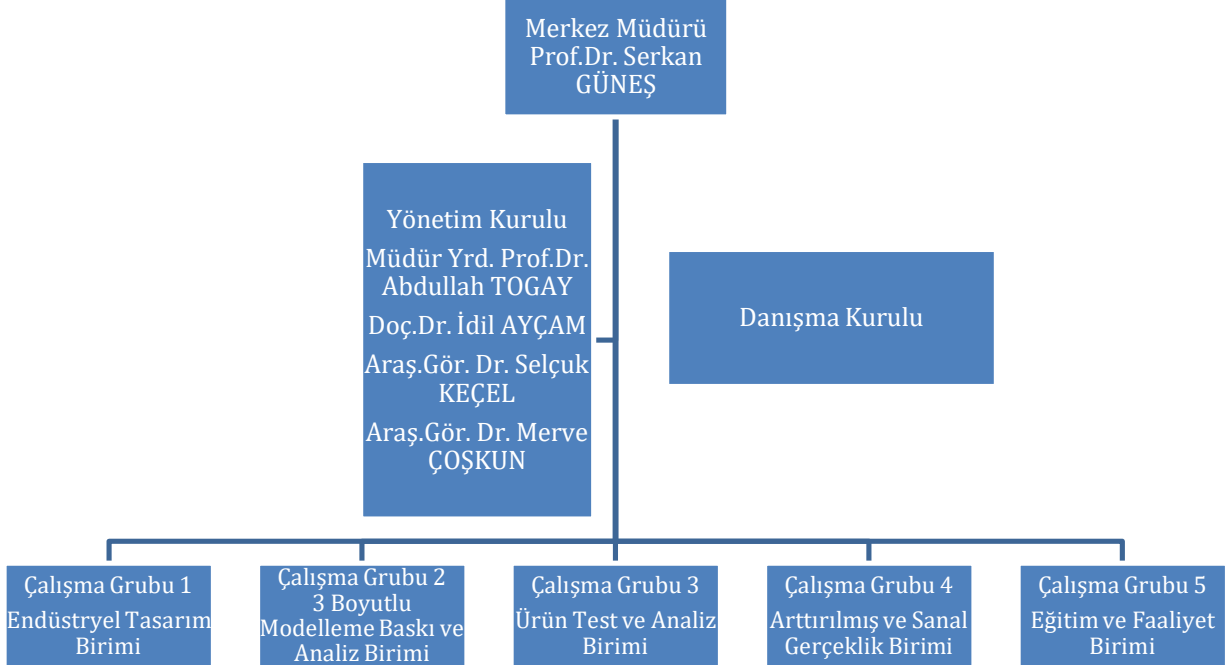 Merkez Müdürü
Prof.Dr. Serkan
GÜNEŞ
Yönetim Kurulu
Müdür Yrd. Prof.Dr.
Abdullah TOGAY
Doç.Dr. İdil AYÇAM
Araş.Gör. Dr. Selçuk
KEÇEL
Araş.Gör. Dr. Merve
ÇOŞKUN
Danışma Kurulu
Çalışma Grubu 1
Endüstryel Tasarım
Birimi
Çalışma Grubu 2
3 Boyutlu
Modelleme Baskı ve
Analiz Birimi
Çalışma Grubu 3
Ürün Test ve Analiz
Birimi
Çalışma Grubu 4
Arttırılmış ve Sanal
Gerçeklik Birimi
Çalışma Grubu 5
Eğitim ve Faaliyet
Birimi